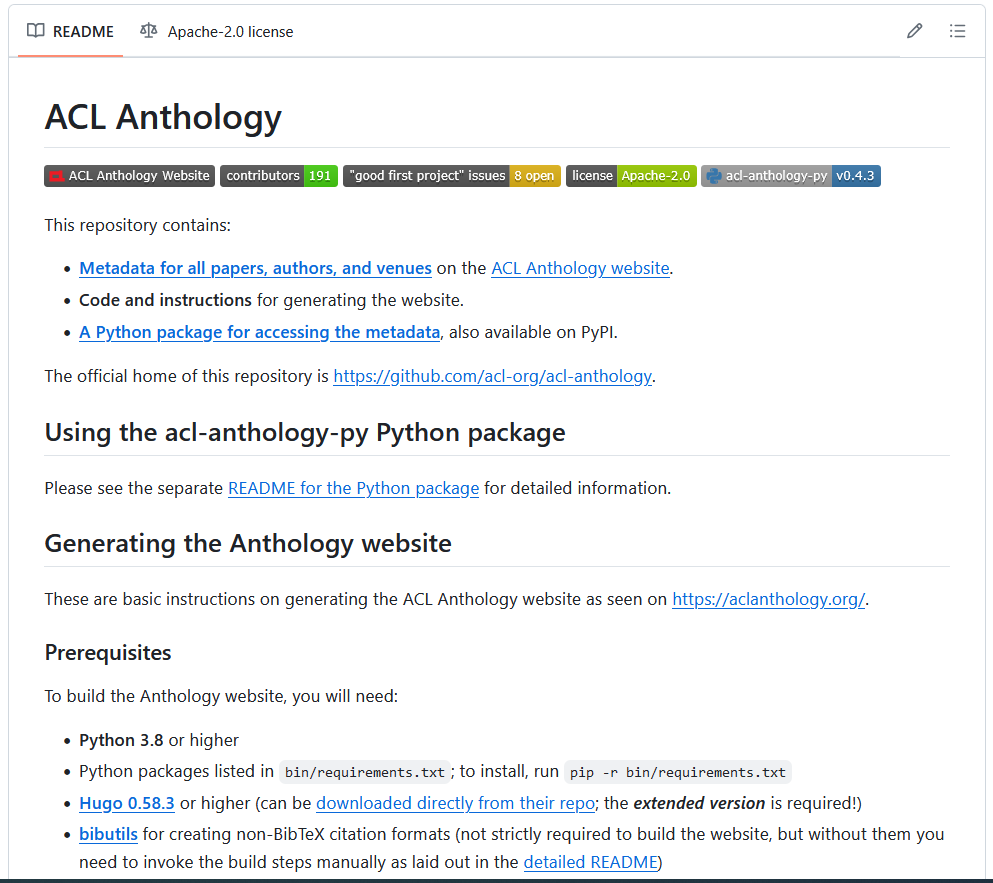 README Apache-2.0 license
ACL Anthology
ACL Anthology Website contributors 191 "good first project" issues 8 open license Apache-2.0 acl-anthology-py v0.4.3
This repository contains:
• Metadata for all papers, authors, and venues on the ACL Anthology website.
• Code and instructions for generating the website.
• A Python package for accessing the metadata, also available on PyPI.
The official home of this repository is https://github.com/acl-org/acl-anthology.
Using the acl-anthology-py Python package
Please see the separate README for the Python package for detailed information.
Generating the Anthology website
These are basic instructions on generating the ACL Anthology website as seen on https://aclanthology.org/.
Prerequisites
To build the Anthology website, you will need:
• Python 3.8 or higher
• Python packages listed in bin/requirements.txt; to install, run pip -r bin/requirements.txt
• Hugo 0.58.3 or higher (can be downloaded directly from their repo; the extended version is required!)
• bibutils for creating non-BibTeX citation formats (not strictly required to build the website, but without them you
need to invoke the build steps manually as laid out in the detailed README)